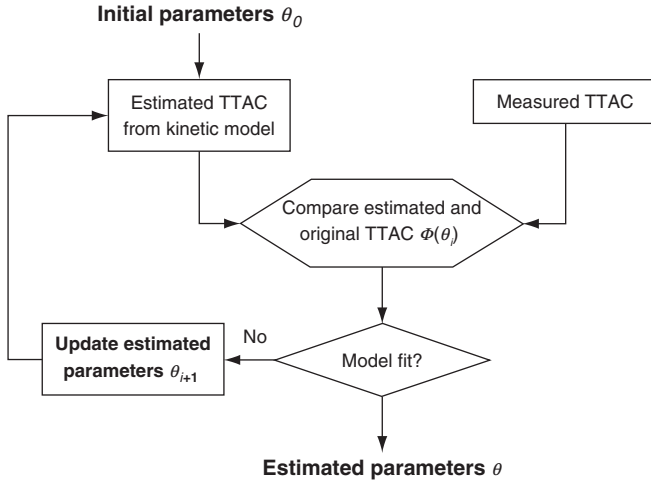 Initial parameters θ₀
Estimated TTAC
from kinetic model
Measured TTAC
Compare estimated and
original TTAC Φ(θᵢ)
Model fit?
No
Update estimated
parameters θᵢ₊₁
Estimated parameters θ